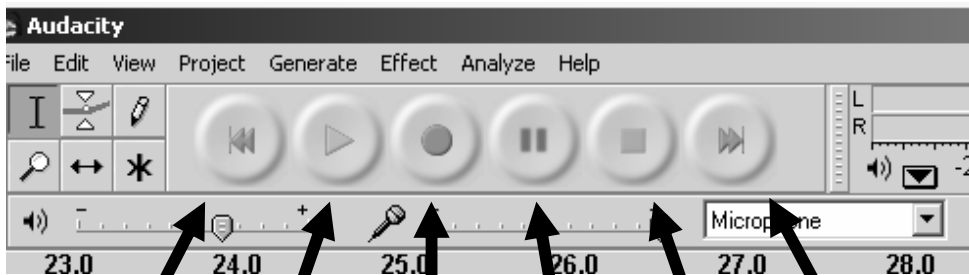 Audacity
File Edit View Project Generate Effect Analyze Help
L
R
Microphone
23.0 24.0 25.0 26.0 27.0 28.0